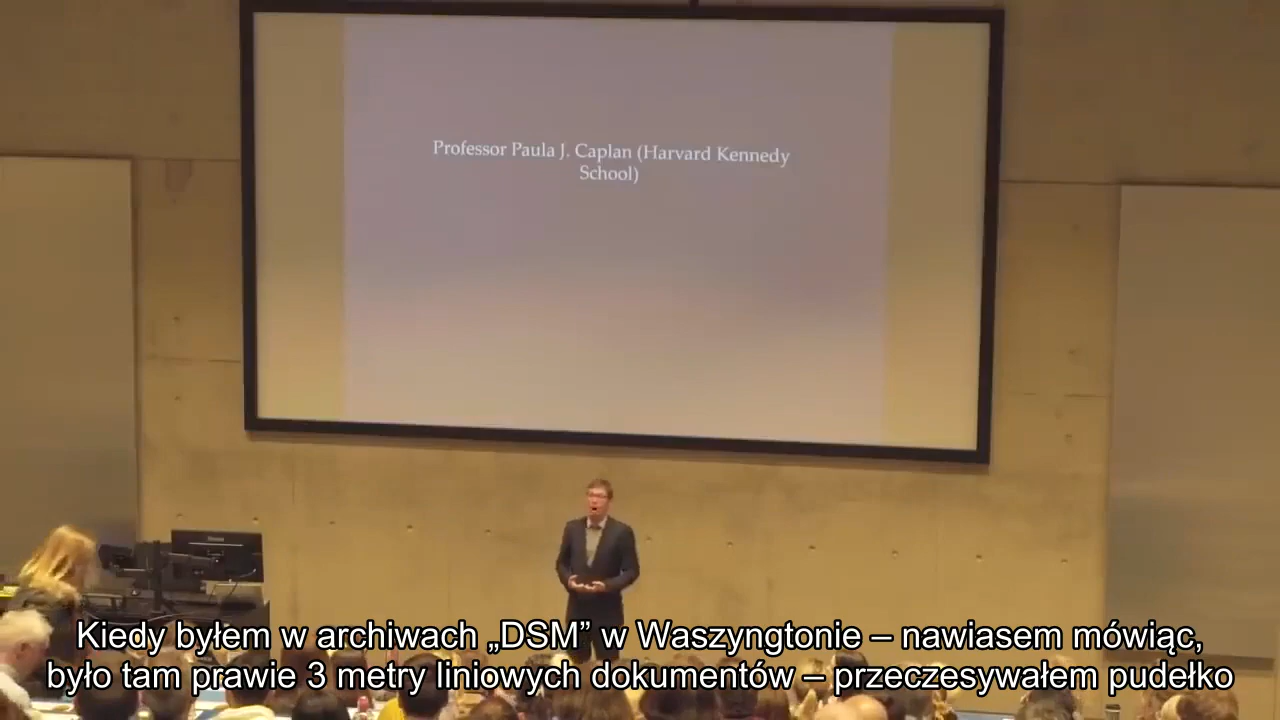 Professor Paula J. Caplan (Harvard Kennedy
School)
Kiedy byłem w archiwach „DSM” w Waszyngtonie – nawiasem mówiąc,
było tam prawie 3 metry liniowych dokumentów – przeczesywałem pudełko